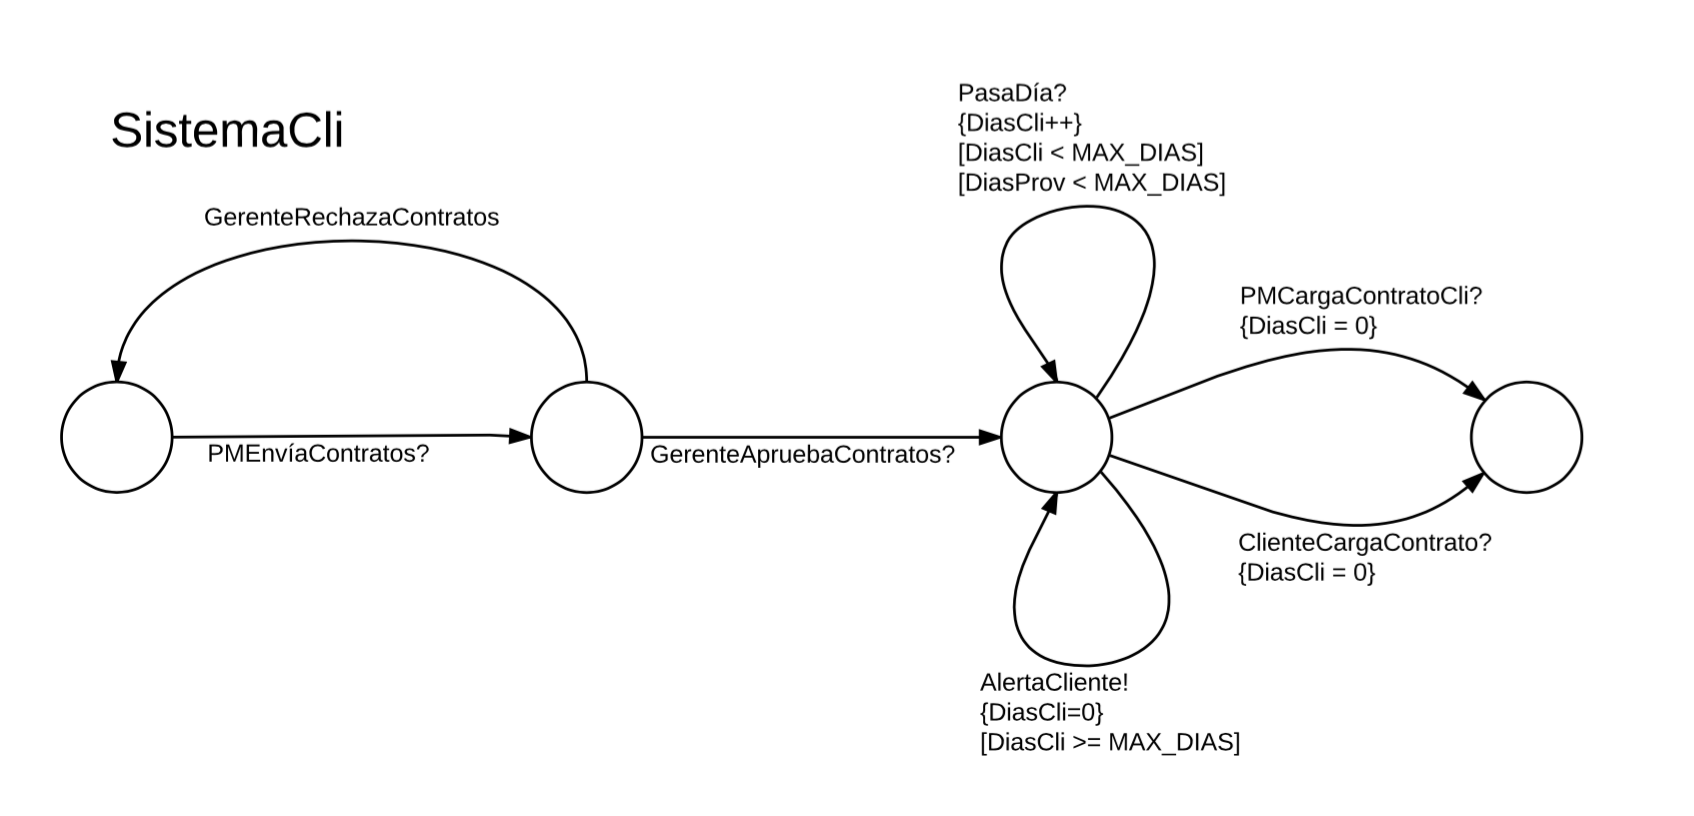 SistemaCli
PasaDía?
{DiasCli++}
[DiasCli < MAX_DIAS]
[DiasProv < MAX_DIAS]
GerenteRechazaContratos
PMCargaContratoCli?
{DiasCli = 0}
PMEnvíaContratos?
GerenteApruebaContratos?
ClienteCargaContrato?
{DiasCli = 0}
AlertaCliente!
{DiasCli=0}
[DiasCli >= MAX_DIAS]